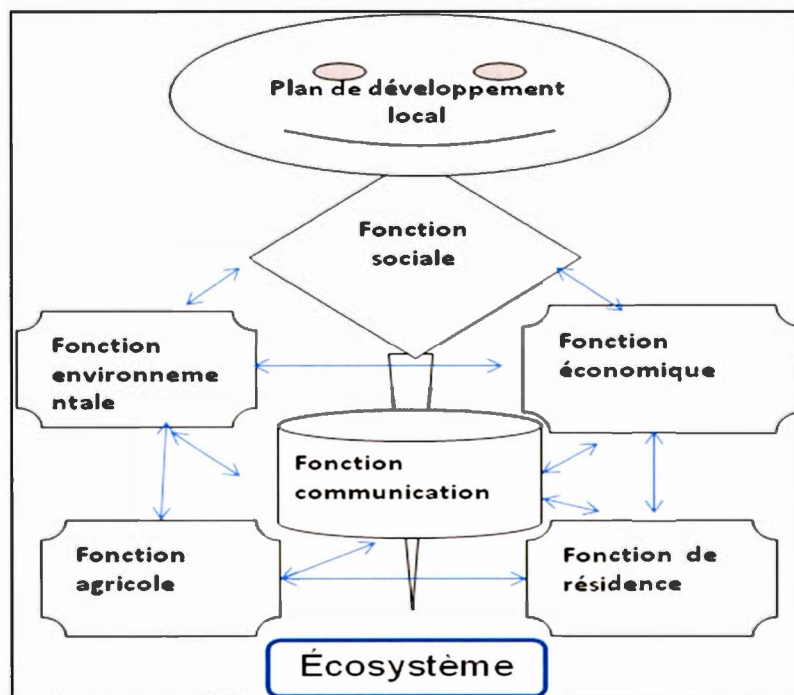 Plan de développement
local
Fonction
sociale
Fonction
environneme
ntale
Fonction
économique
Fonction
communication
Fonction
agricole
Fonction de
résidence
Écosystème